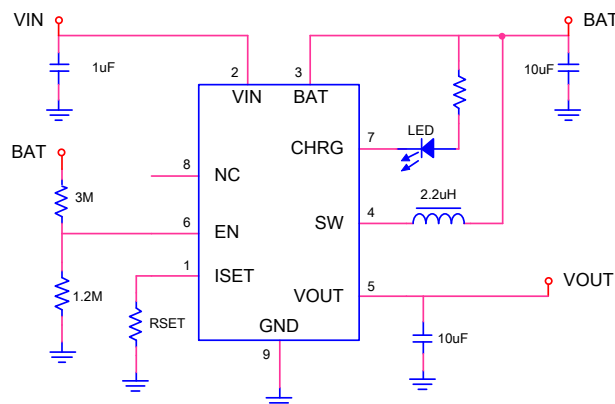 VIN
BAT
1uF
10uF
2
3
VIN
BAT
7
LED
CHRG
BAT
8
NC
2.2uH
3M
6
EN
SW
4
1
ISET
5
VOUT
VOUT
1.2M
RSET
GND
10uF
9